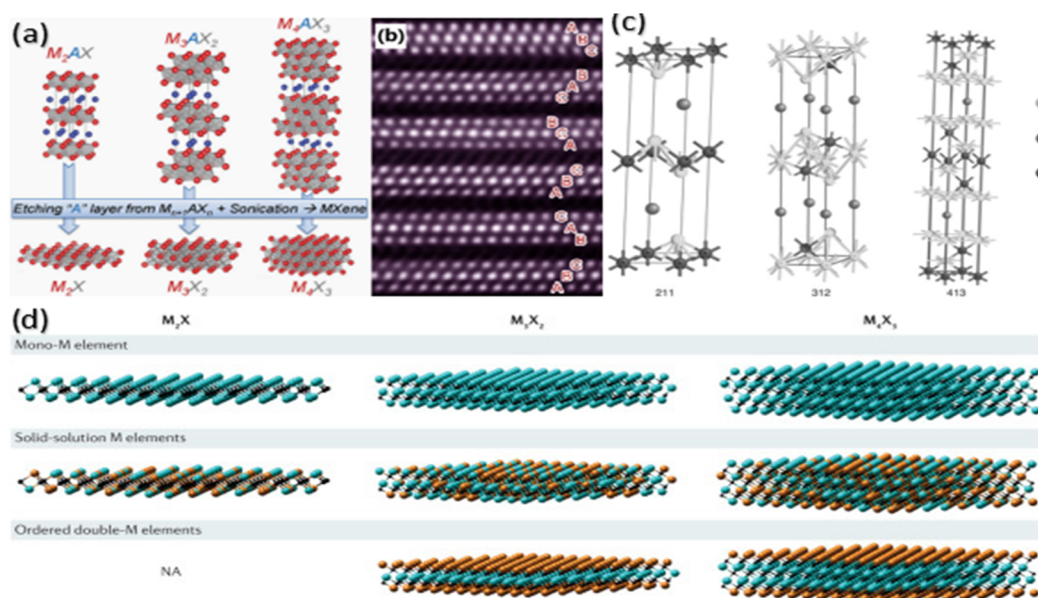 (a)
M2AX
M3AX2
M4AX3
Etching "A" layer from Mn+1AXn + Sonication → MXene
M2X
M3X2
M4X3
(b)
A
B
C
B
A
C
B
C
A
C
B
A
C
A
B
C
B
A
(c)
211
312
413
(d)
M2X
M3X2
M4X3
Mono-M element
Solid-solution M elements
Ordered double-M elements
NA